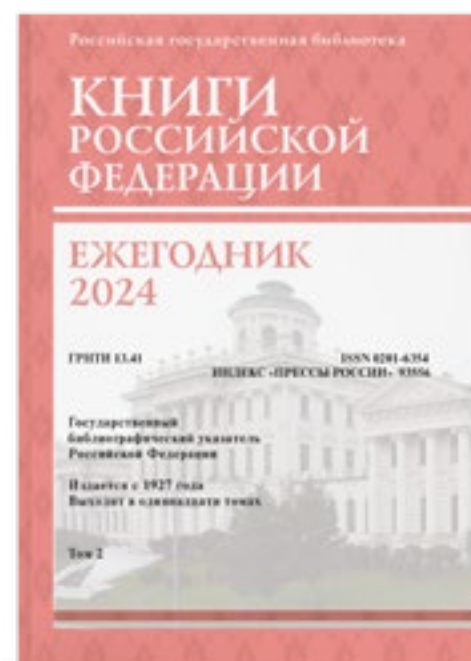 Российская государственная библиотека
КНИГИ
РОССИЙСКОЙ
ФЕДЕРАЦИИ
ЕЖЕГОДНИК
2024
ГРНТИ 13.41
ISSN 0201-6354
ИНДЕКС «ПРЕССЫ РОССИИ» 93556
Государственный
библиографический указатель
Российской Федерации
Издается с 1927 года
Выходит в одиннадцати томах
Том 2